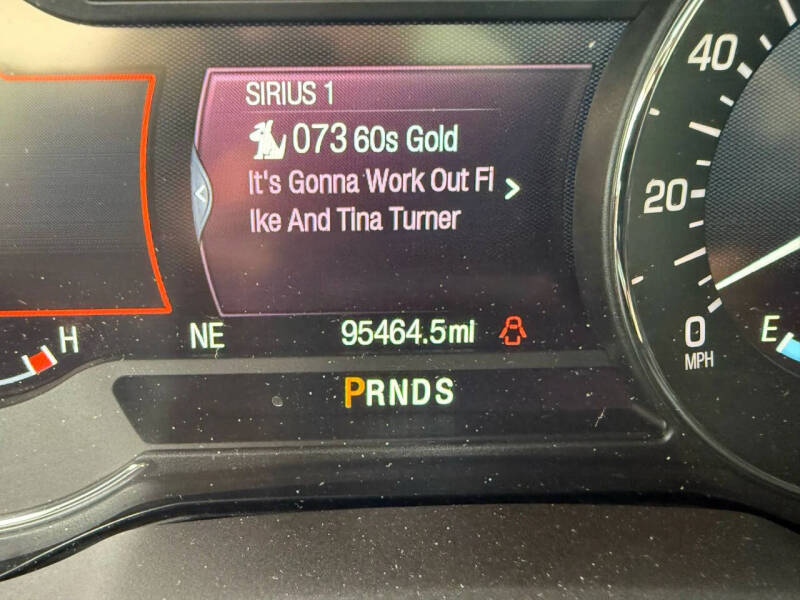 SIRIUS 1
073 60s Gold
It's Gonna Work Out Fi
Ike And Tina Turner
H
NE
95464.5mi
PRNDS
40
20
0
MPH
E